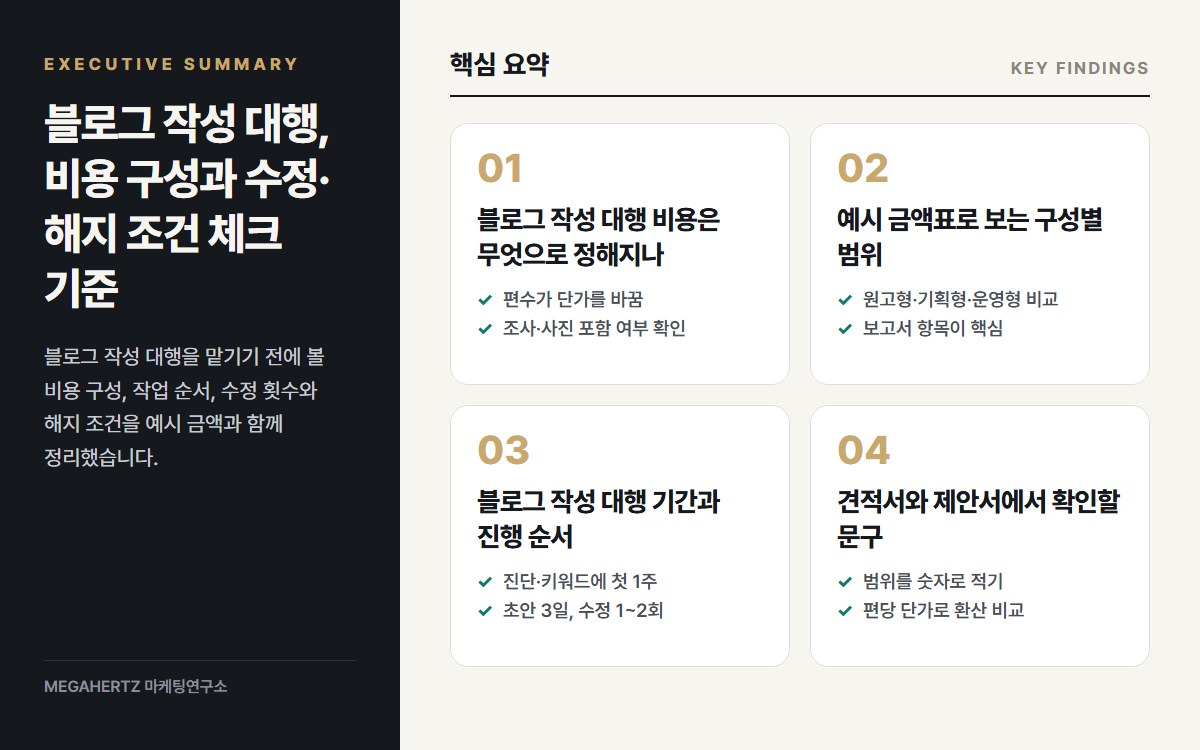 EXECUTIVE SUMMARY
블로그 작성 대행,
비용 구성과 수정·
해지 조건 체크
기준
블로그 작성 대행을 맡기기 전에 볼
비용 구성, 작업 순서, 수정 횟수와
해지 조건을 예시 금액과 함께
정리했습니다.
MEGAHERTZ 마케팅연구소
핵심 요약
KEY FINDINGS
01
블로그 작성 대행 비용은
무엇으로 정해지나
✔ 편수가 단가를 바꿈
✔ 조사·사진 포함 여부 확인
02
예시 금액표로 보는 구성별
범위
✔ 원고형·기획형·운영형 비교
✔ 보고서 항목이 핵심
03
블로그 작성 대행 기간과
진행 순서
✔ 진단·키워드에 첫 1주
✔ 초안 3일, 수정 1~2회
04
견적서와 제안서에서 확인할
문구
✔ 범위를 숫자로 적기
✔ 편당 단가로 환산 비교